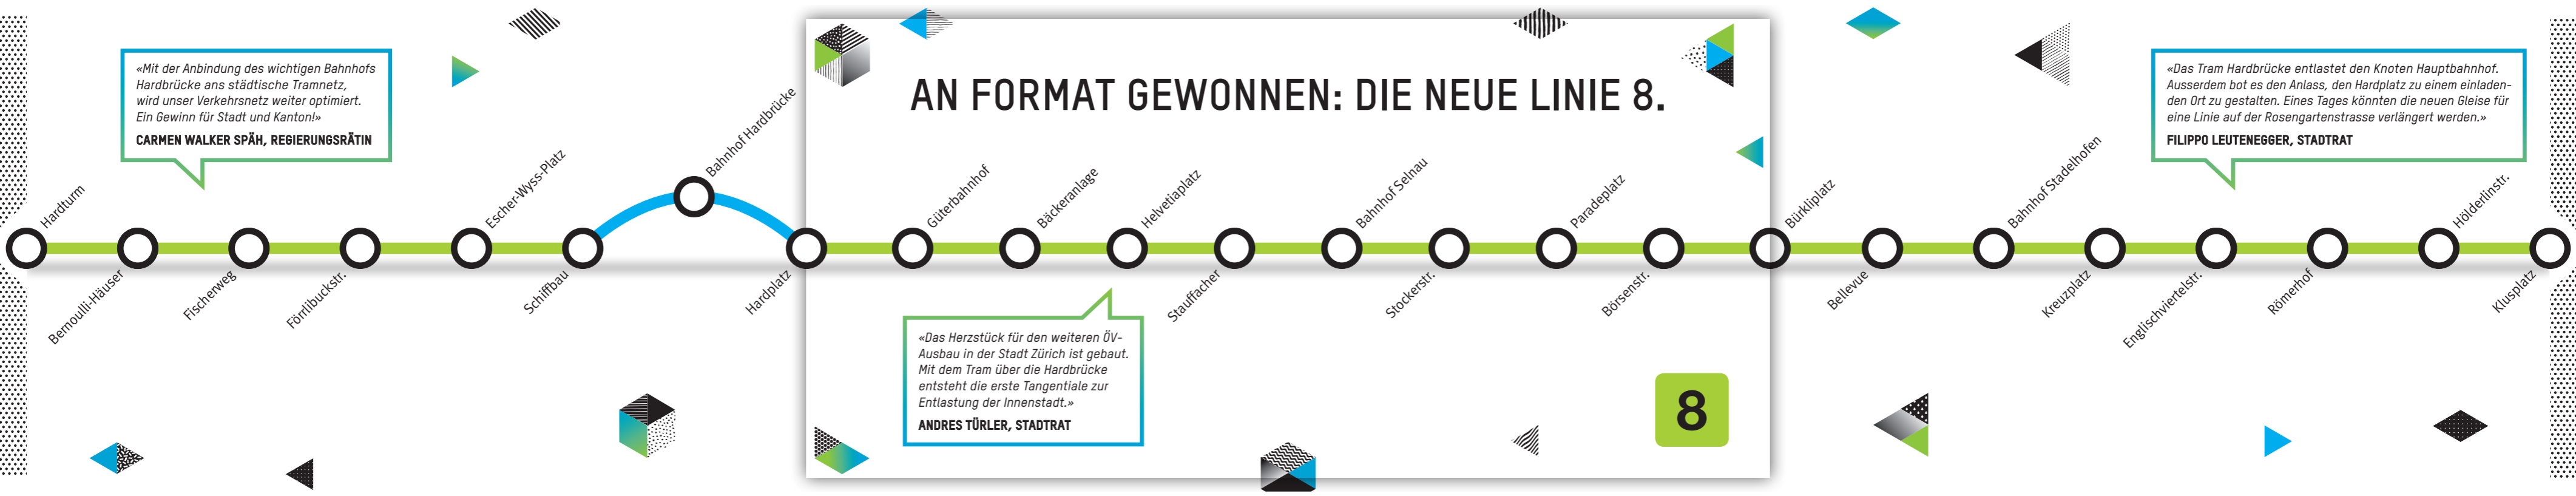 «Mit der Anbindung des wichtigen Bahnhofs
Hardbrücke ans städtische Tramnetz,
wird unser Verkehrsnetz weiter optimiert.
Ein Gewinn für Stadt und Kanton!»
CARMEN WALKER SPÄH, REGIERUNGSRÄTIN
AN FORMAT GEWONNEN: DIE NEUE LINIE 8.
«Das Tram Hardbrücke entlastet den Knoten Hauptbahnhof.
Ausserdem bot es den Anlass, den Hardplatz zu einem einladen-
den Ort zu gestalten. Eines Tages könnten die neuen Gleise für
eine Linie auf der Rosengartenstrasse verlängert werden.»
FILIPPO LEUTENEGGER, STADTRAT
Hardturm
Bernoulli-Häuser
Fischerweg
Förrlibuckstr.
Escher-Wyss-Platz
Schiffbau
Bahnhof Hardbrücke
Hardplatz
Güterbahnhof
Bäckeranlage
Helvetiaplatz
Stauffacher
Bahnhof Selnau
Stockerstr.
Paradeplatz
Börsenstr.
Bürkliplatz
Bellevue
Bahnhof Stadelhofen
Kreuzplatz
Englischviertelstr.
Römerhof
Hölderlinstr.
Klusplatz
«Das Herzstück für den weiteren ÖV-
Ausbau in der Stadt Zürich ist gebaut.
Mit dem Tram über die Hardbrücke
entsteht die erste Tangentiale zur
Entlastung der Innenstadt.»
ANDRES TÜRLER, STADTRAT
8